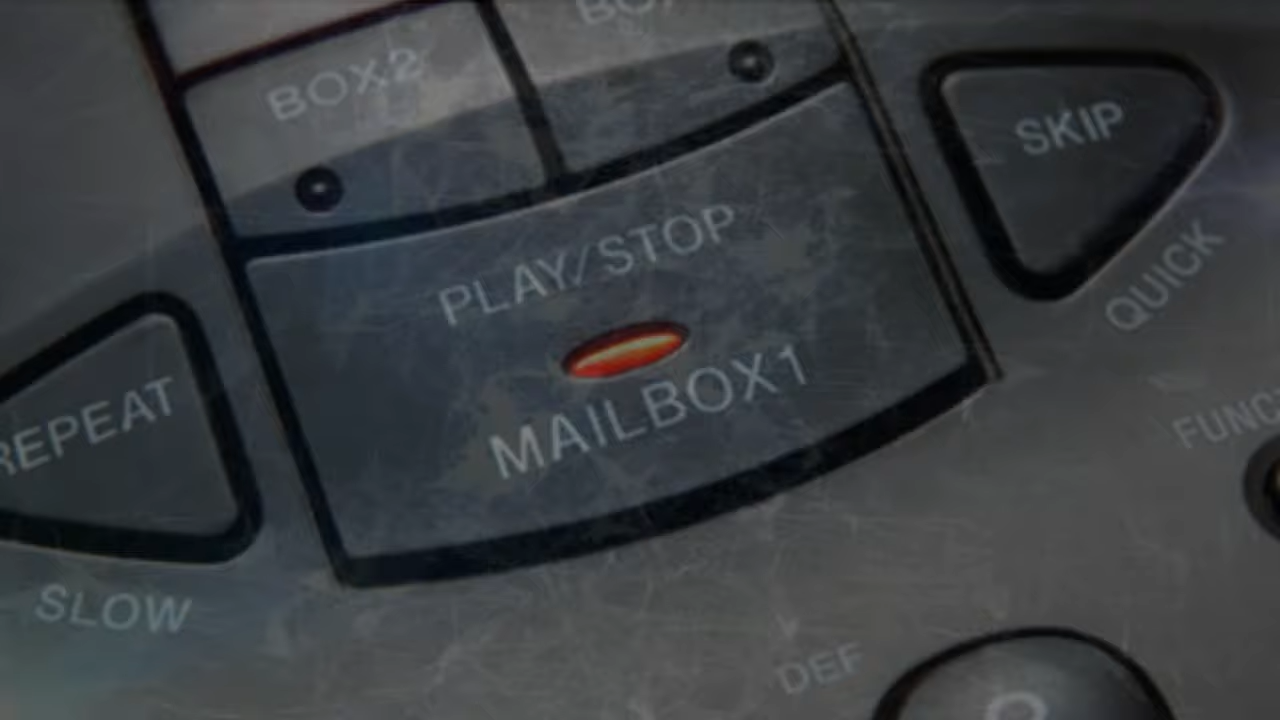 BOX2
SKIP
PLAY/STOP
QUICK
MAILBOX1
REPEAT
SLOW
DEF